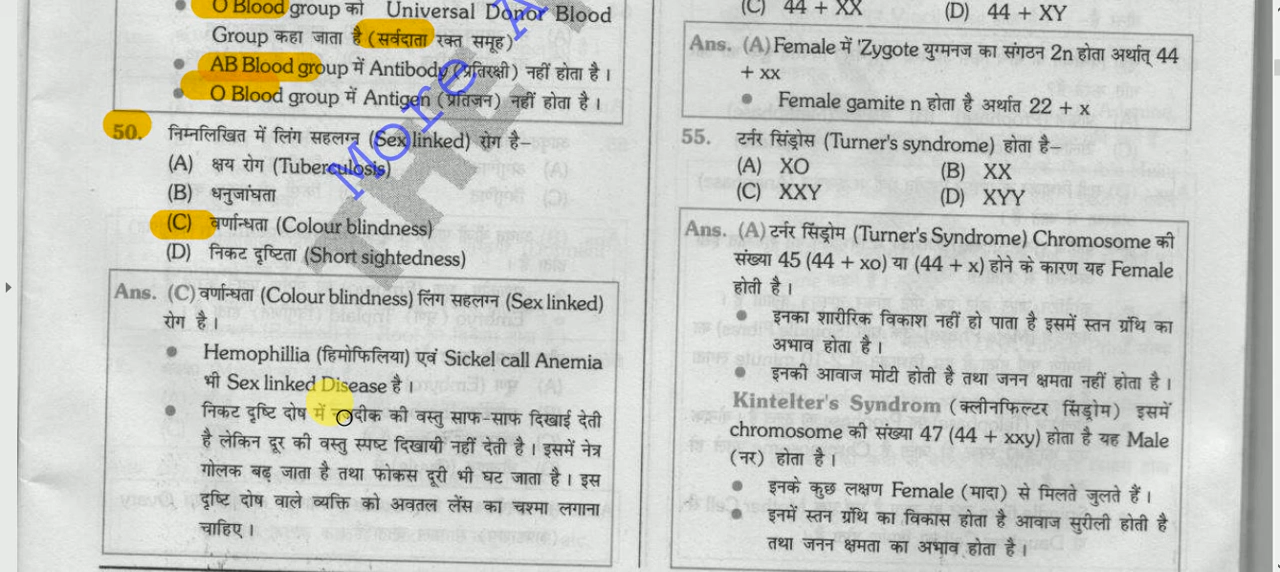 O Blood group को Universal Donor Blood
Group कहा जाता है (सर्वदाता रक्त समूह)
AB Blood group में Antibody (प्रतिरक्षी) नहीं होता है।
O Blood group में Antigen (प्रतिजन) नहीं होता है।
50. निम्नलिखित में लिंग सहलग्न (Sex linked) रोग है–
(A) क्षय रोग (Tuberculosis)
(B) धनुजांघता
(C) वर्णान्धता (Colour blindness)
(D) निकट दृष्टिता (Short sightedness)
Ans. (C) वर्णान्धता (Colour blindness) लिंग सहलग्न (Sex linked)
रोग है।
Hemophillia (हिमोफिलिया) एवं Sickel call Anemia
भी Sex linked Disease है।
निकट दृष्टि दोष में नजदीक की वस्तु साफ-साफ दिखाई देती
है लेकिन दूर की वस्तु स्पष्ट दिखायी नहीं देती है। इसमें नेत्र
गोलक बढ़ जाता है तथा फोकस दूरी भी घट जाता है। इस
दृष्टि दोष वाले व्यक्ति को अवतल लेंस का चश्मा लगाना
चाहिए।
More
THE
(C) 44 + XX (D) 44 + XY
Ans. (A) Female में 'Zygote युग्मनज का संगठन 2n होता अर्थात् 44
+ xx
Female gamite n होता है अर्थात 22 + x
55. टर्नर सिंड्रोस (Turner's syndrome) होता है–
(A) XO (B) XX
(C) XXY (D) XYY
Ans. (A) टर्नर सिंड्रोम (Turner's Syndrome) Chromosome की
संख्या 45 (44 + xo) या (44 + x) होने के कारण यह Female
होती है।
इनका शारीरिक विकाश नहीं हो पाता है इसमें स्तन ग्रंथि का
अभाव होता है।
इनकी आवाज मोटी होती है तथा जनन क्षमता नहीं होता है।
Kintelter's Syndrom (क्लीनफिल्टर सिंड्रोम) इसमें
chromosome की संख्या 47 (44 + xxy) होता है यह Male
(नर) होता है।
इनके कुछ लक्षण Female (मादा) से मिलते जुलते हैं।
इनमें स्तन ग्रंथि का विकास होता है आवाज सुरीली होती है
तथा जनन क्षमता का अभाव होता है।